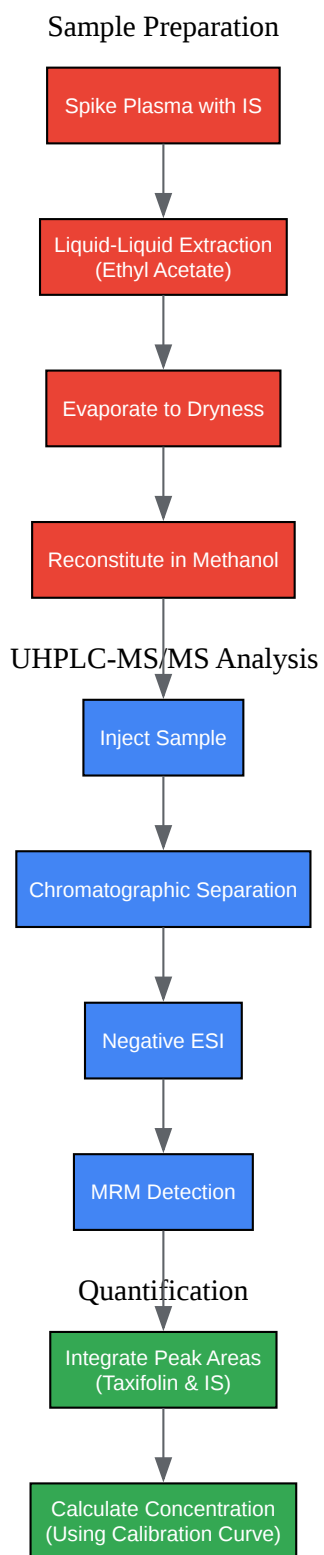 Sample Preparation
Spike Plasma with IS
Liquid-Liquid Extraction
(Ethyl Acetate)
Evaporate to Dryness
Reconstitute in Methanol
UHPLC-MS/MS Analysis
Inject Sample
Chromatographic Separation
Negative ESI
MRM Detection
Quantification
Integrate Peak Areas
(Taxifolin & IS)
Calculate Concentration
(Using Calibration Curve)